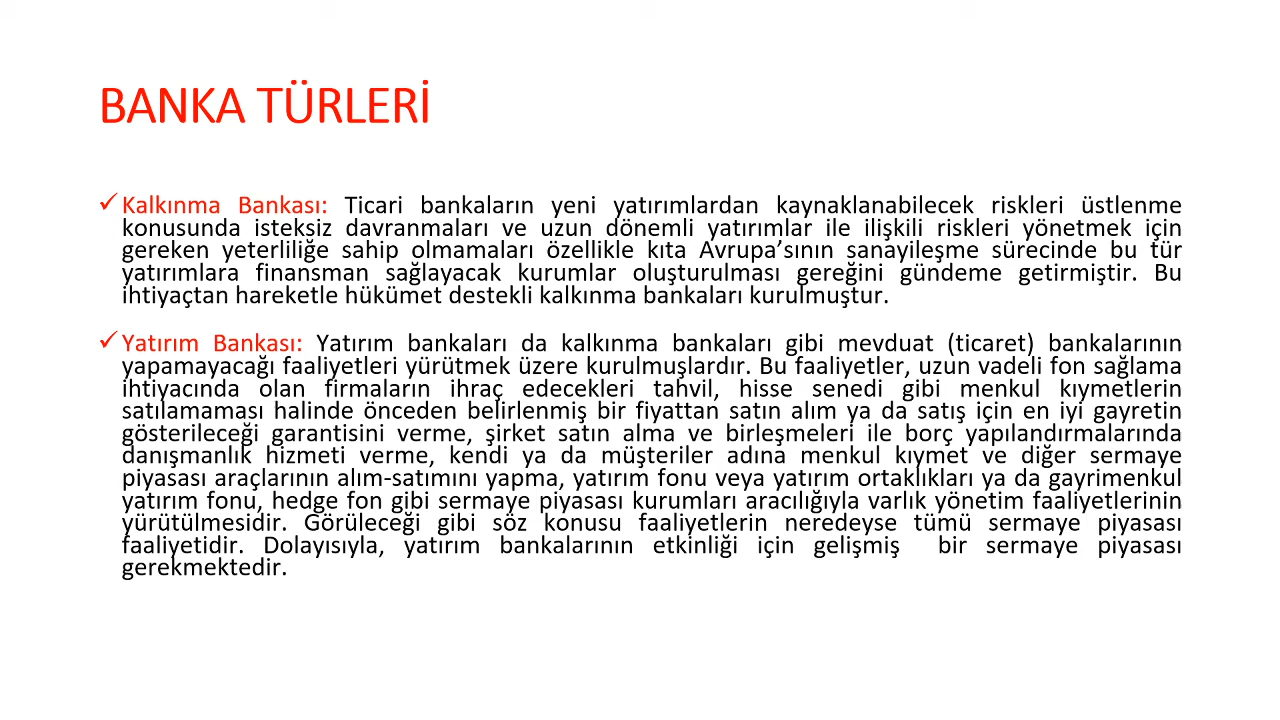 BANKA TÜRLERİ
✓Kalkınma Bankası: Ticari bankaların yeni yatırımlardan kaynaklanabilecek riskleri üstlenme
konusunda isteksiz davranmaları ve uzun dönemli yatırımlar ile ilişkili riskleri yönetmek için
gereken yeterliliğe sahip olmamaları özellikle kıta Avrupa’sının sanayileşme sürecinde bu tür
yatırımlara finansman sağlayacak kurumlar oluşturulması gereğini gündeme getirmiştir. Bu
ihtiyaçtan hareketle hükümet destekli kalkınma bankaları kurulmuştur.
✓Yatırım Bankası: Yatırım bankaları da kalkınma bankaları gibi mevduat (ticaret) bankalarının
yapamayacağı faaliyetleri yürütmek üzere kurulmuşlardır. Bu faaliyetler, uzun vadeli fon sağlama
ihtiyacında olan firmaların ihraç edecekleri tahvil, hisse senedi gibi menkul kıymetlerin
satılamaması halinde önceden belirlenmiş bir fiyattan satın alım ya da satış için en iyi gayretin
gösterileceği garantisini verme, şirket satın alma ve birleşmeleri ile borç yapılandırmalarında
danışmanlık hizmeti verme, kendi ya da müşteriler adına menkul kıymet ve diğer sermaye
piyasası araçlarının alım-satımını yapma, yatırım fonu veya yatırım ortaklıkları ya da gayrimenkul
yatırım fonu, hedge fon gibi sermaye piyasası kurumları aracılığıyla varlık yönetim faaliyetlerinin
yürütülmesidir. Görüleceği gibi söz konusu faaliyetlerin neredeyse tümü sermaye piyasası
faaliyetidir. Dolayısıyla, yatırım bankalarının etkinliği için gelişmiş bir sermaye piyasası
gerekmektedir.